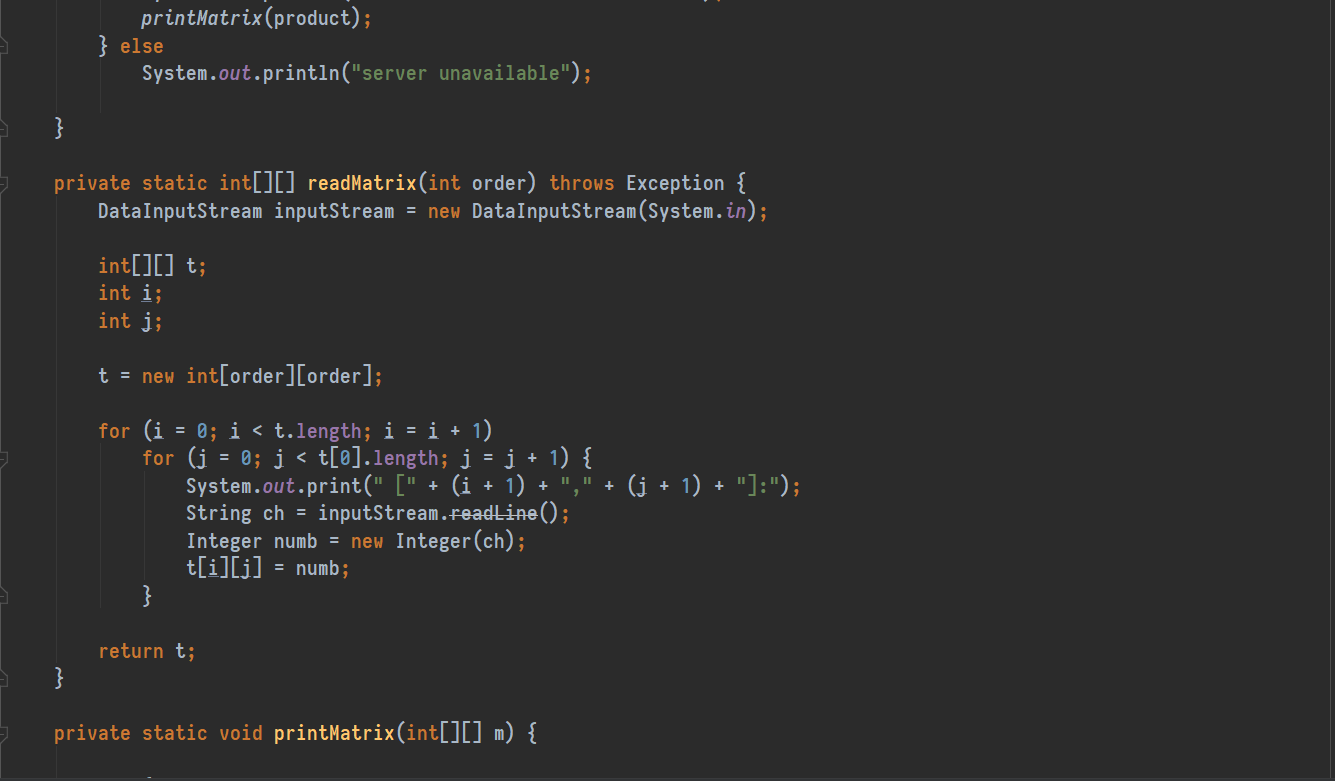 printMatrix(product);
} else
System.out.println("server unavailable");
}
private static int[][] readMatrix(int order) throws Exception {
DataInputStream inputStream = new DataInputStream(System.in);
int[][] t;
int i;
int j;
t = new int[order][order];
for (i = 0; i < t.length; i = i + 1)
for (j = 0; j < t[0].length; j = j + 1) {
System.out.print(" [" + (i + 1) + "," + (j + 1) + "]:");
String ch = inputStream.readLine();
Integer numb = new Integer(ch);
t[i][j] = numb;
}
return t;
}
private static void printMatrix(int[][] m) {